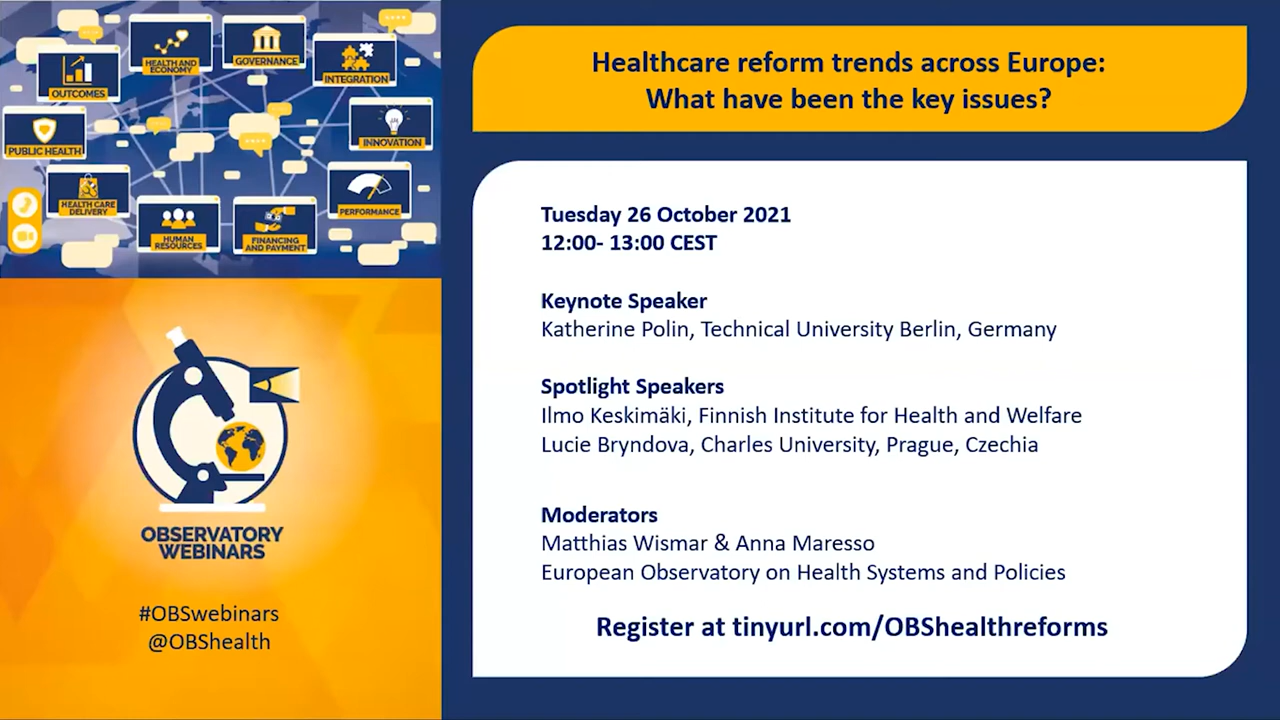 OUTCOMES
HEALTH AND
ECONOMY
GOVERNANCE
INTEGRATION
PUBLIC HEALTH
INNOVATION
HEALTH CARE
DELIVERY
HUMAN
RESOURCES
FINANCING
AND PAYMENT
PERFORMANCE
OBSERVATORY
WEBINARS
#OBSwebinars
@OBShealth
Healthcare reform trends across Europe:
What have been the key issues?
Tuesday 26 October 2021
12:00- 13:00 CEST
Keynote Speaker
Katherine Polin, Technical University Berlin, Germany
Spotlight Speakers
Ilmo Keskimäki, Finnish Institute for Health and Welfare
Lucie Bryndova, Charles University, Prague, Czechia
Moderators
Matthias Wismar & Anna Maresso
European Observatory on Health Systems and Policies
Register at tinyurl.com/OBShealthreforms